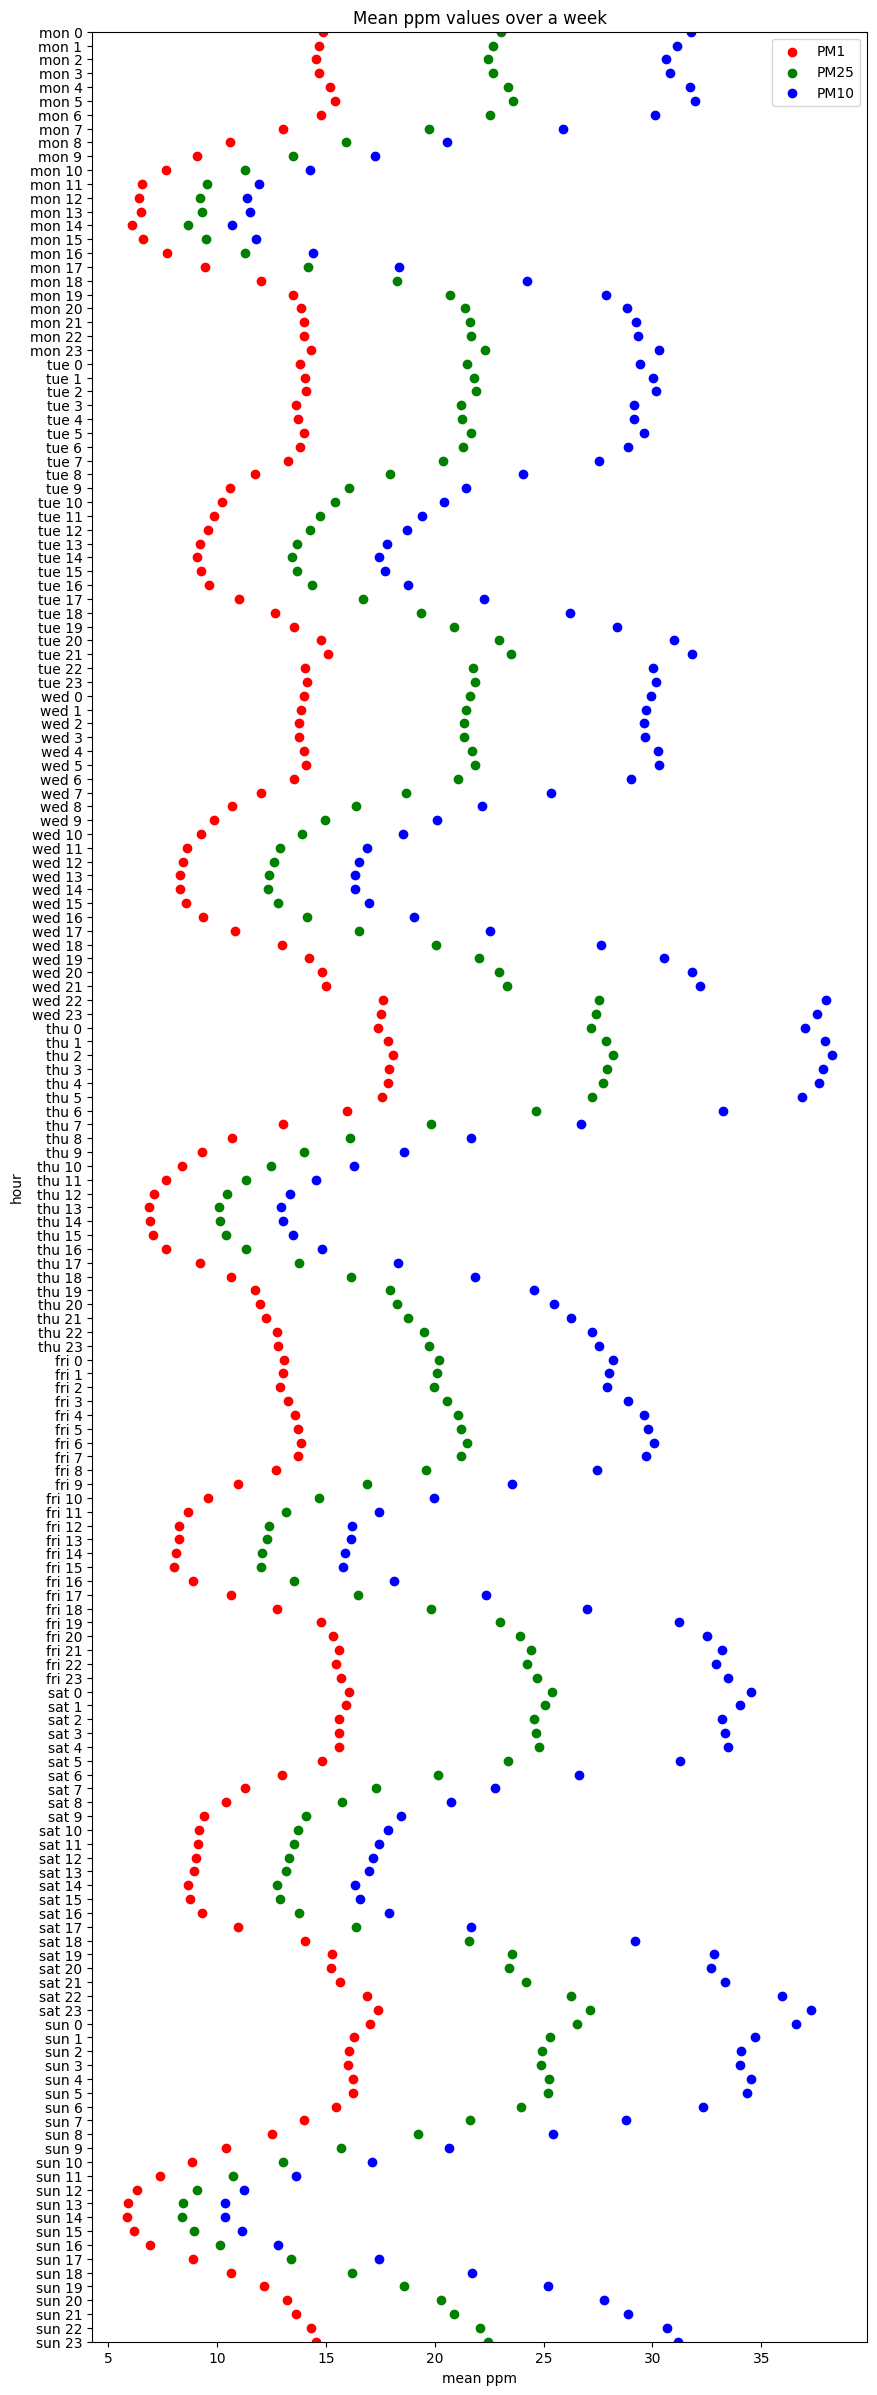 Mean ppm values over a week
PM1
PM25
PM10
mon 0
mon 1
mon 2
mon 3
mon 4
mon 5
mon 6
mon 7
mon 8
mon 9
mon 10
mon 11
mon 12
mon 13
mon 14
mon 15
mon 16
mon 17
mon 18
mon 19
mon 20
mon 21
mon 22
mon 23
tue 0
tue 1
tue 2
tue 3
tue 4
tue 5
tue 6
tue 7
tue 8
tue 9
tue 10
tue 11
tue 12
tue 13
tue 14
tue 15
tue 16
tue 17
tue 18
tue 19
tue 20
tue 21
tue 22
tue 23
wed 0
wed 1
wed 2
wed 3
wed 4
wed 5
wed 6
wed 7
wed 8
wed 9
wed 10
wed 11
wed 12
wed 13
wed 14
wed 15
wed 16
wed 17
wed 18
wed 19
wed 20
wed 21
wed 22
wed 23
thu 0
thu 1
thu 2
thu 3
thu 4
thu 5
thu 6
thu 7
thu 8
thu 9
thu 10
thu 11
thu 12
thu 13
thu 14
thu 15
thu 16
thu 17
thu 18
thu 19
thu 20
thu 21
thu 22
thu 23
fri 0
fri 1
fri 2
fri 3
fri 4
fri 5
fri 6
fri 7
fri 8
fri 9
fri 10
fri 11
fri 12
fri 13
fri 14
fri 15
fri 16
fri 17
fri 18
fri 19
fri 20
fri 21
fri 22
fri 23
sat 0
sat 1
sat 2
sat 3
sat 4
sat 5
sat 6
sat 7
sat 8
sat 9
sat 10
sat 11
sat 12
sat 13
sat 14
sat 15
sat 16
sat 17
sat 18
sat 19
sat 20
sat 21
sat 22
sat 23
sun 0
sun 1
sun 2
sun 3
sun 4
sun 5
sun 6
sun 7
sun 8
sun 9
sun 10
sun 11
sun 12
sun 13
sun 14
sun 15
sun 16
sun 17
sun 18
sun 19
sun 20
sun 21
sun 22
sun 23
hour
5 10 15 20 25 30 35
mean ppm